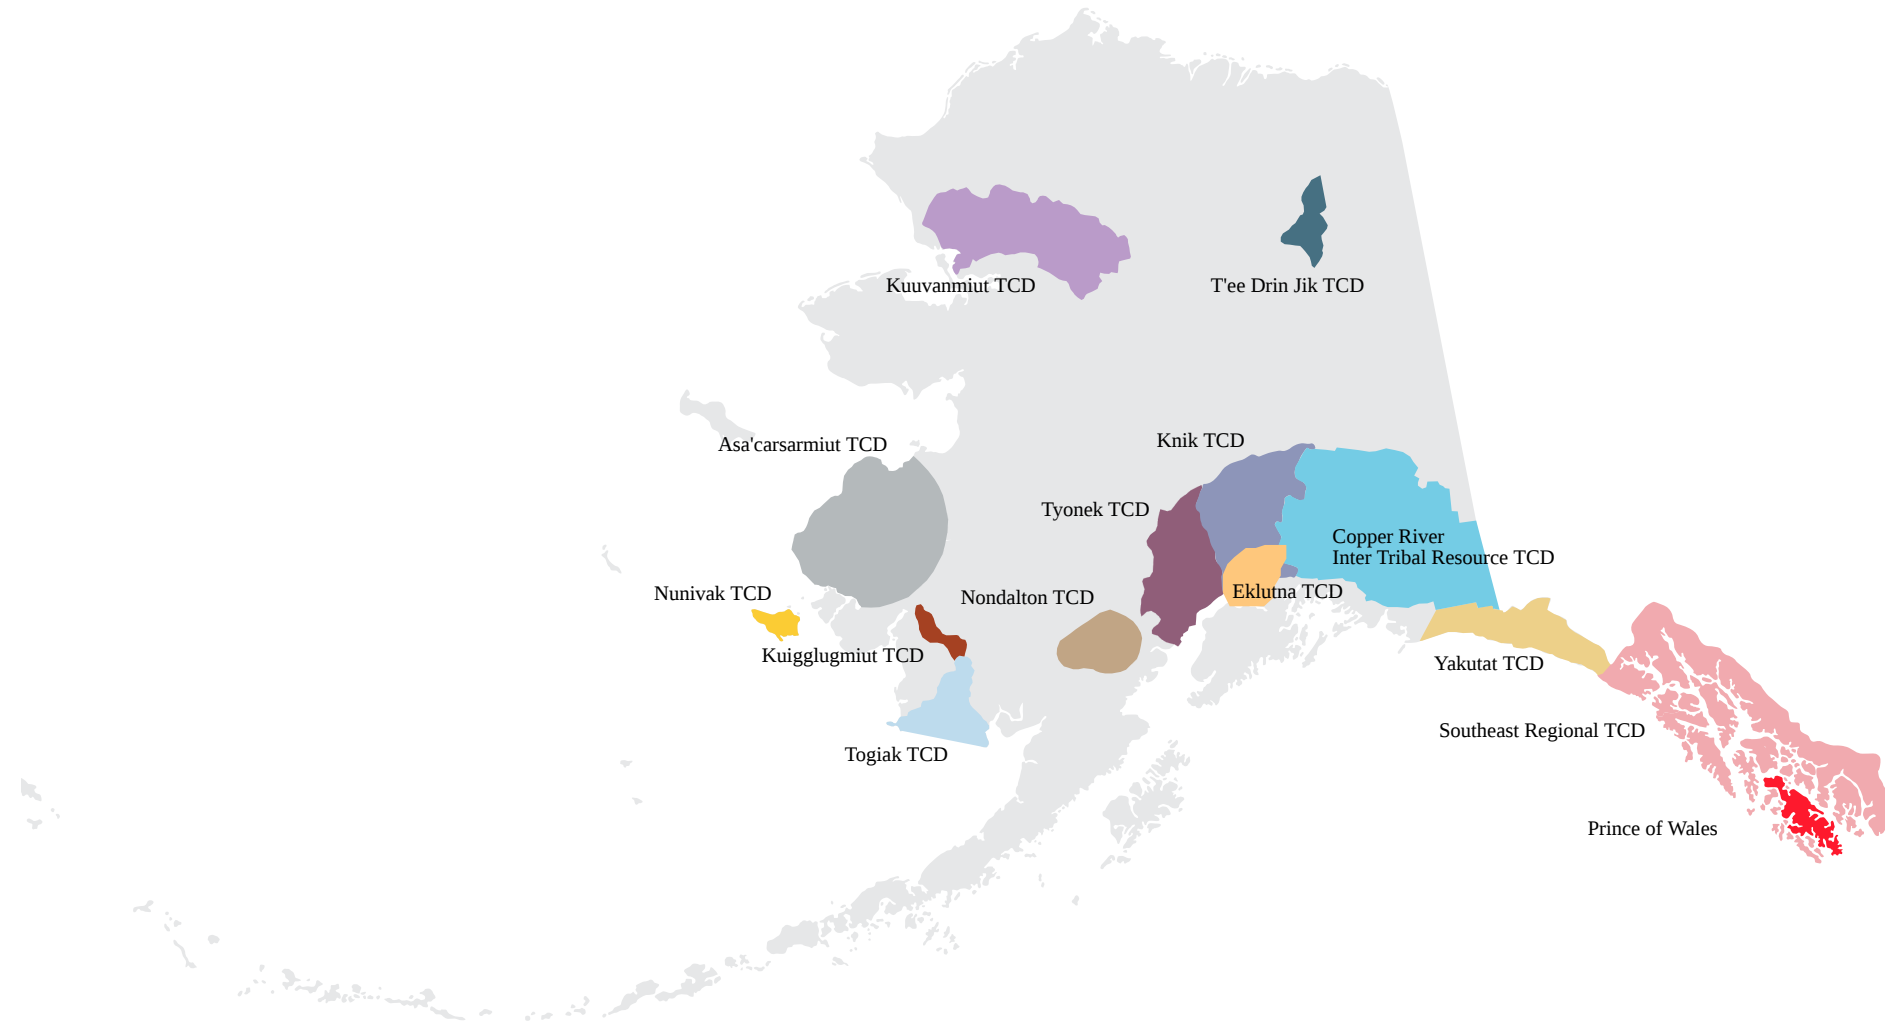 Kuuvanmiut TCD
T'ee Drin Jik TCD
Asa'carsarmiut TCD
Knik TCD
Tyonek TCD
Copper River
Inter Tribal Resource TCD
Nunivak TCD
Nondalton TCD
Eklutna TCD
Kuigglugmiut TCD
Yakutat TCD
Southeast Regional TCD
Togiak TCD
Prince of Wales